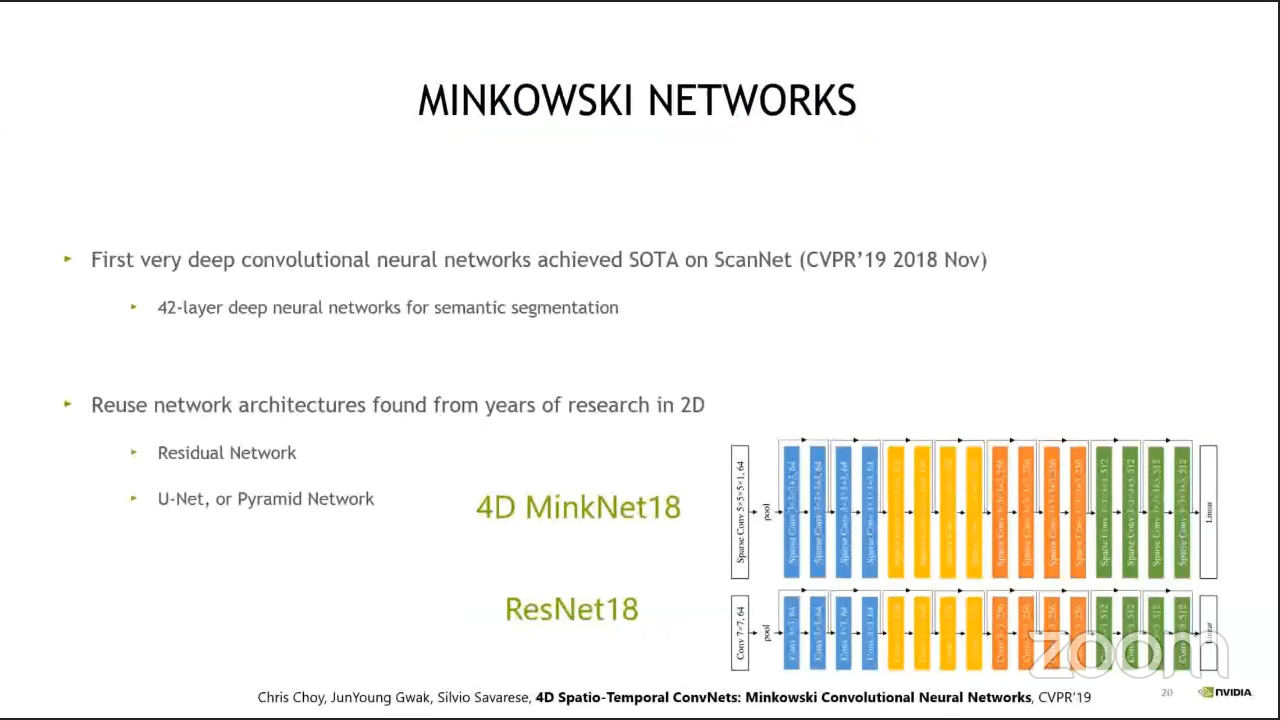 MINKOWSKI NETWORKS
First very deep convolutional neural networks achieved SOTA on ScanNet (CVPR'19 2018 Nov)
42-layer deep neural networks for semantic segmentation
Reuse network architectures found from years of research in 2D
Residual Network
U-Net, or Pyramid Network
4D MinkNet18
Sparse Conv 5×5×5×1, 64
pool
Linear
ResNet18
Conv 7×7, 64
pool
Linear
zoom
Chris Choy, JunYoung Gwak, Silvio Savarese, 4D Spatio-Temporal ConvNets: Minkowski Convolutional Neural Networks, CVPR'19
20
NVIDIA